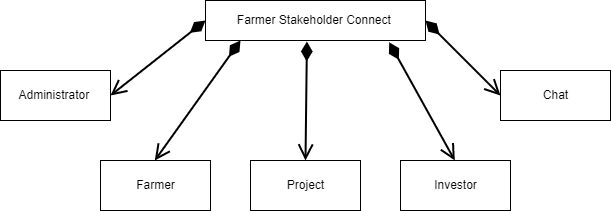 Farmer Stakeholder Connect
Administrator
Chat
Farmer
Project
Investor